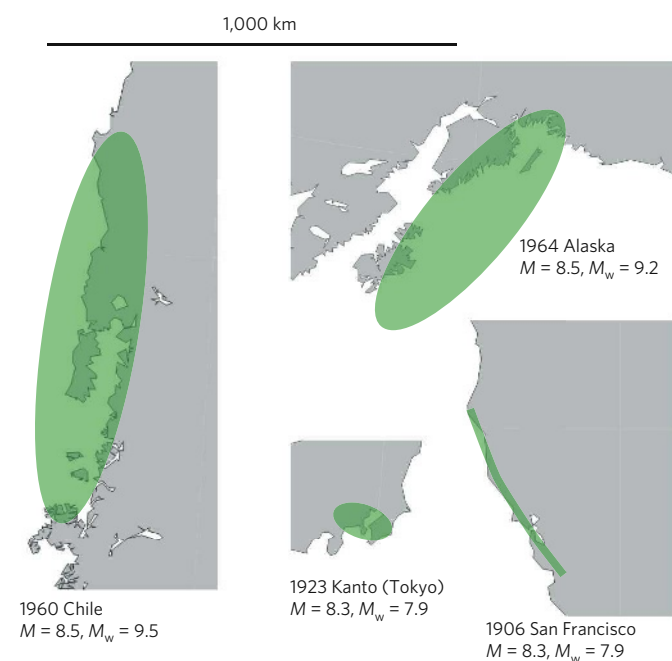 1,000 km
1964 Alaska
M = 8.5, Mw = 9.2
1923 Kanto (Tokyo)
M = 8.3, Mw = 7.9
1960 Chile
M = 8.5, Mw = 9.5
1906 San Francisco
M = 8.3, Mw = 7.9